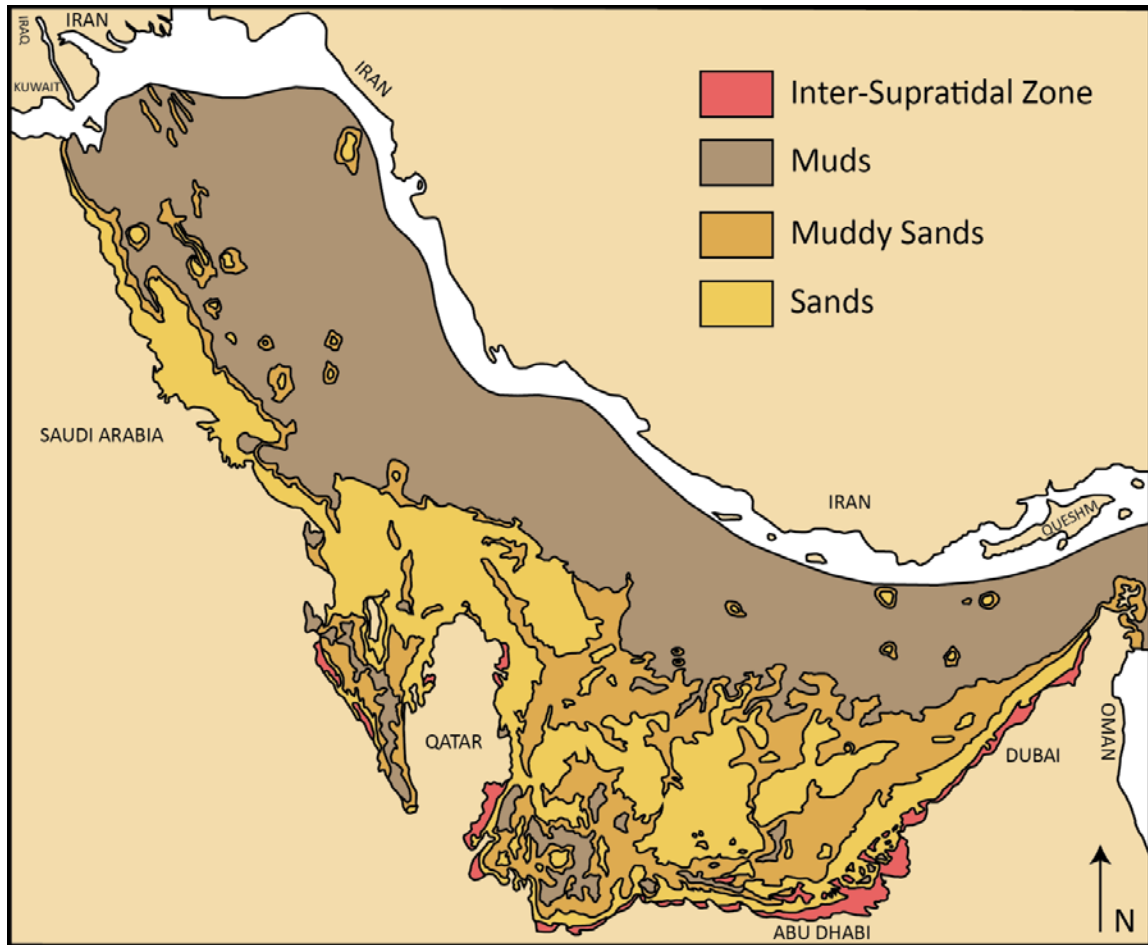 IRAN
IRAQ
KUWAIT
IRAN
Inter-Supratidal Zone
Muds
Muddy Sands
Sands
SAUDI ARABIA
IRAN
QUESHM
QATAR
OMAN
DUBAI
ABU DHABI
N